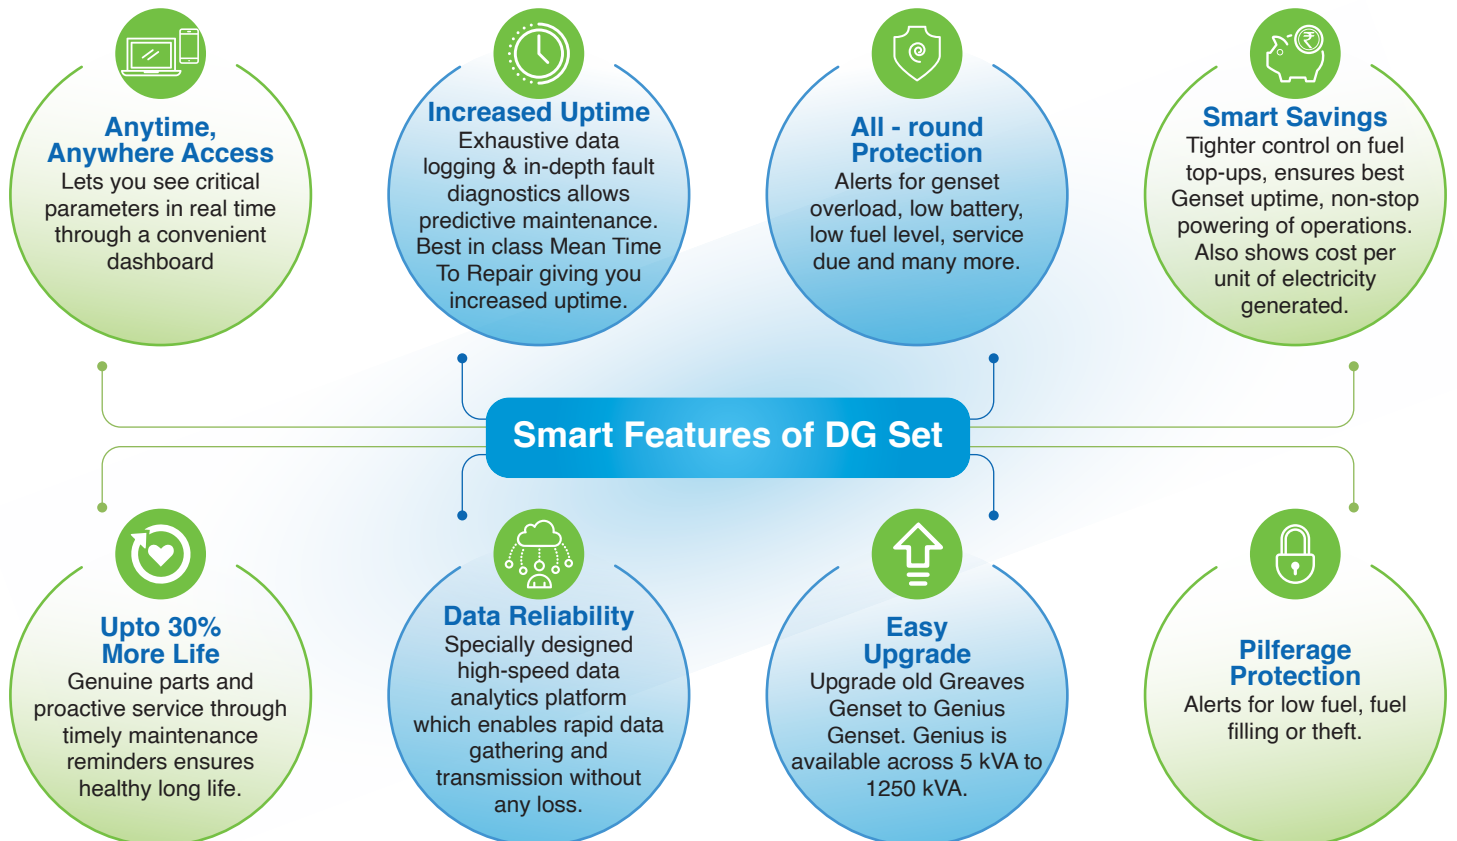 Anytime,
Anywhere Access
Lets you see critical
parameters in real time
through a convenient
dashboard
Increased Uptime
Exhaustive data
logging & in-depth fault
diagnostics allows
predictive maintenance.
Best in class Mean Time
To Repair giving you
increased uptime.
All - round
Protection
Alerts for genset
overload, low battery,
low fuel level, service
due and many more.
₹
Smart Savings
Tighter control on fuel
top-ups, ensures best
Genset uptime, non-stop
powering of operations.
Also shows cost per
unit of electricity
generated.
Smart Features of DG Set
Upto 30%
More Life
Genuine parts and
proactive service through
timely maintenance
reminders ensures
healthy long life.
Data Reliability
Specially designed
high-speed data
analytics platform
which enables rapid data
gathering and
transmission without
any loss.
Easy
Upgrade
Upgrade old Greaves
Genset to Genius
Genset. Genius is
available across 5 kVA to
1250 kVA.
Pilferage
Protection
Alerts for low fuel, fuel
filling or theft.